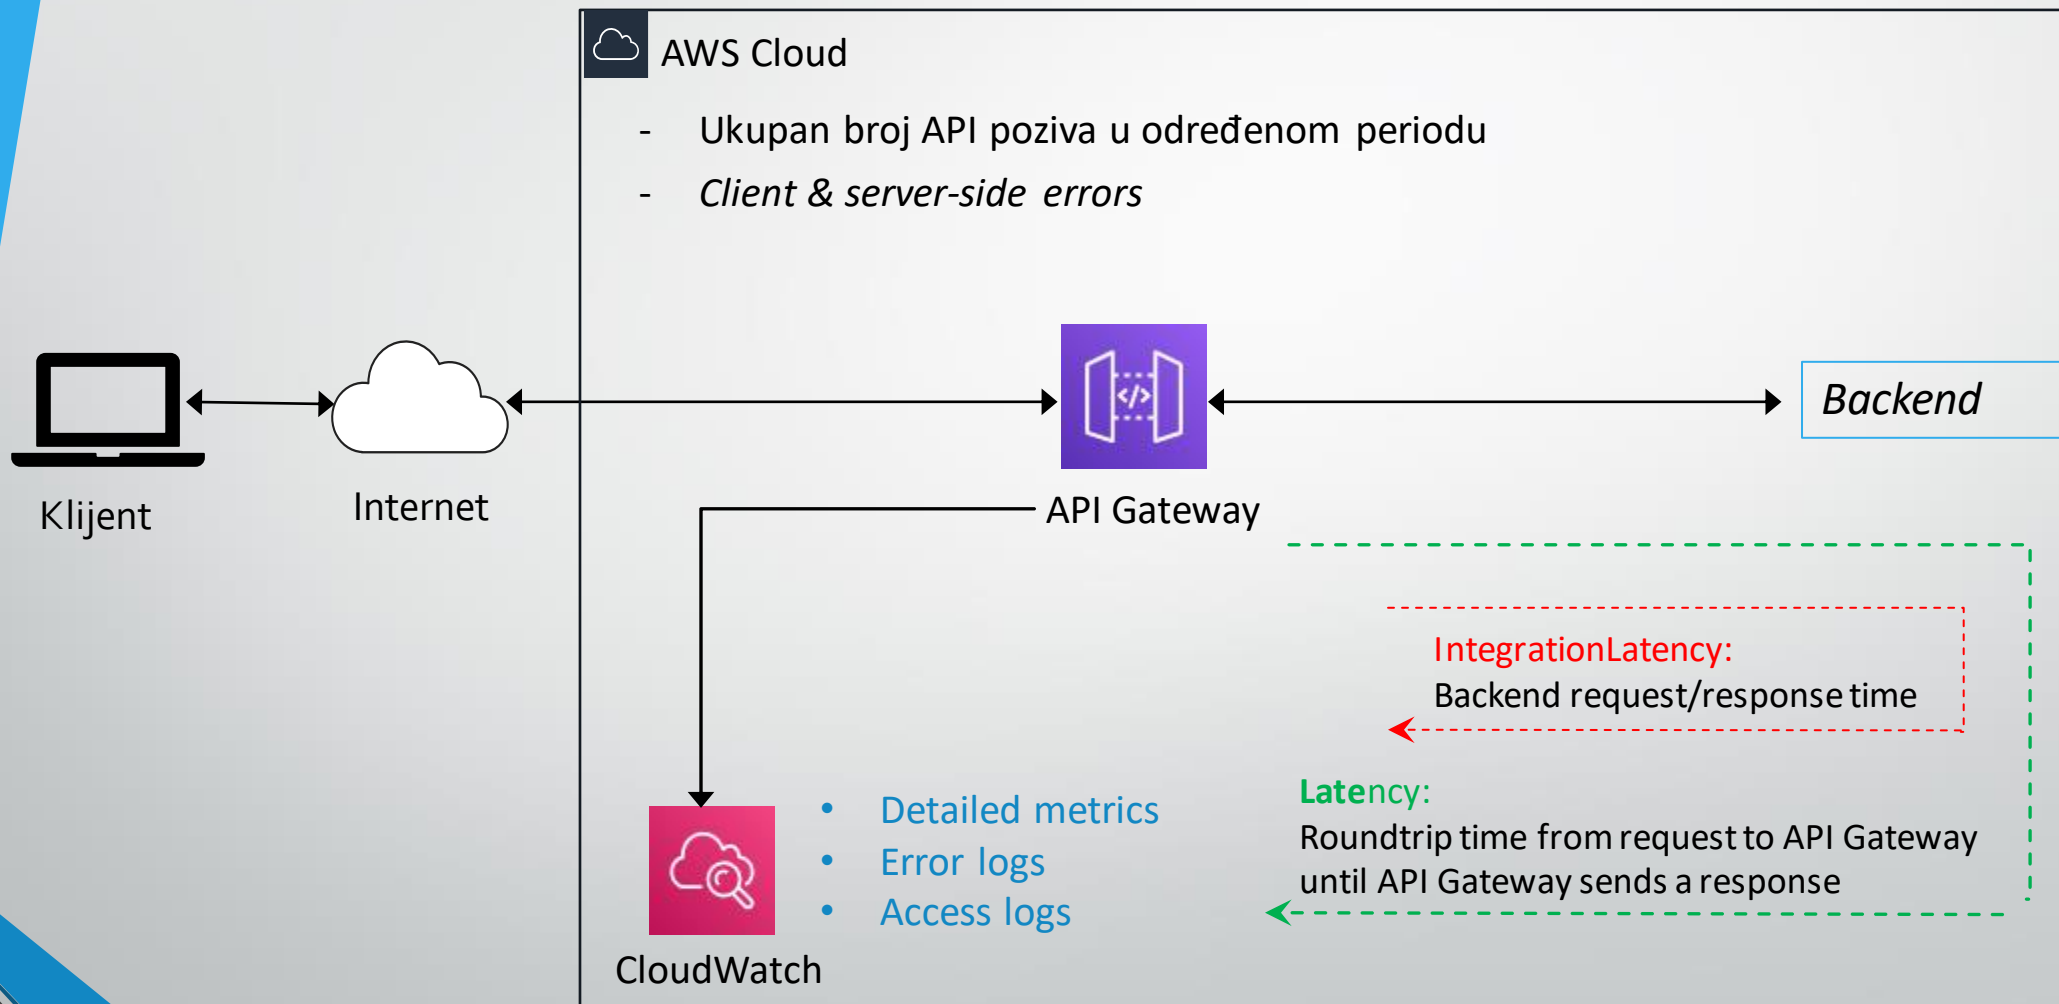 AWS Cloud
- Ukupan broj API poziva u određenom periodu
- Client & server-side errors
</>
Backend
Klijent
Internet
API Gateway
IntegrationLatency:
Backend request/response time
Latency:
Roundtrip time from request to API Gateway
until API Gateway sends a response
• Detailed metrics
• Error logs
• Access logs
CloudWatch